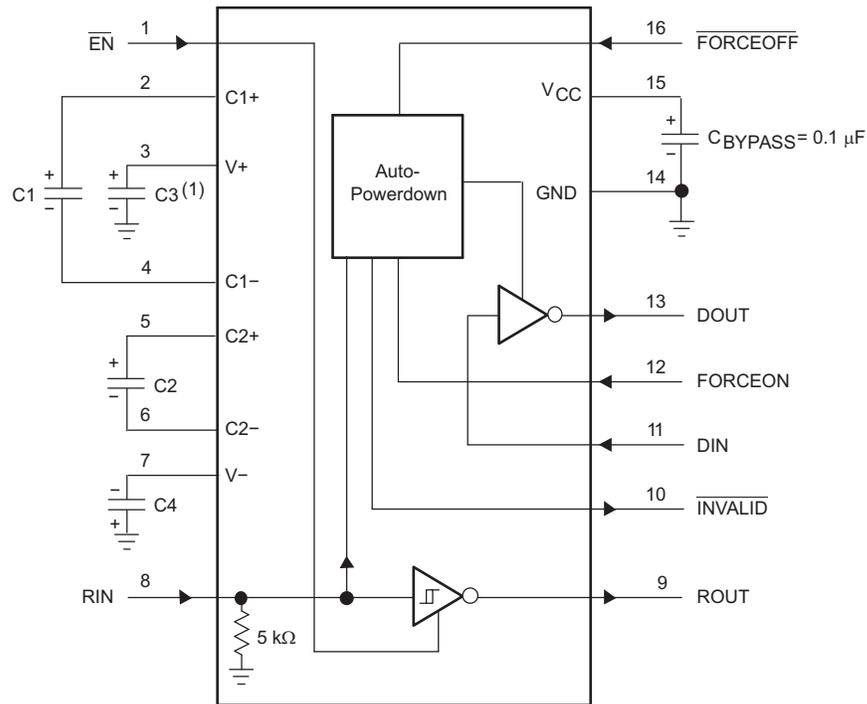 1
EN
16
FORCEOFF
2
C1+
VCC
15
+
CBYPASS = 0.1 μF
−
3
V+
Auto-
Powerdown
C1
+
−
+
−
C3(1)
14
GND
4
C1−
5
C2+
13
DOUT
+
−
C2
12
FORCEON
6
C2−
11
DIN
7
V−
−
+
C4
10
INVALID
8
RIN
9
ROUT
5 kΩ